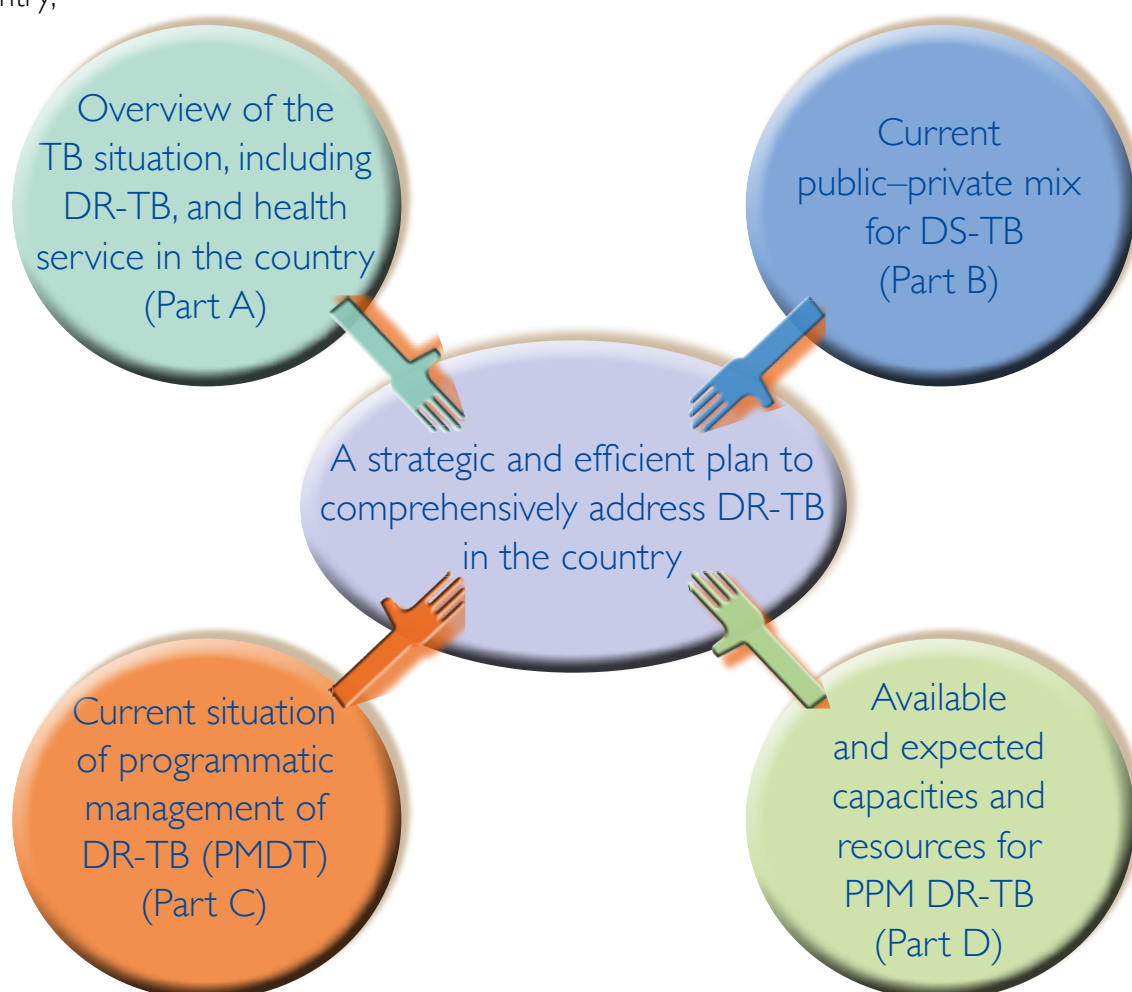 ntry,
Overview of the
TB situation, including
DR-TB, and health
service in the country
(Part A)
Current
public–private mix
for DS-TB
(Part B)
A strategic and efficient plan to
comprehensively address DR-TB
in the country
Current situation
of programmatic
management of
DR-TB (PMDT)
(Part C)
Available
and expected
capacities and
resources for
PPM DR-TB
(Part D)